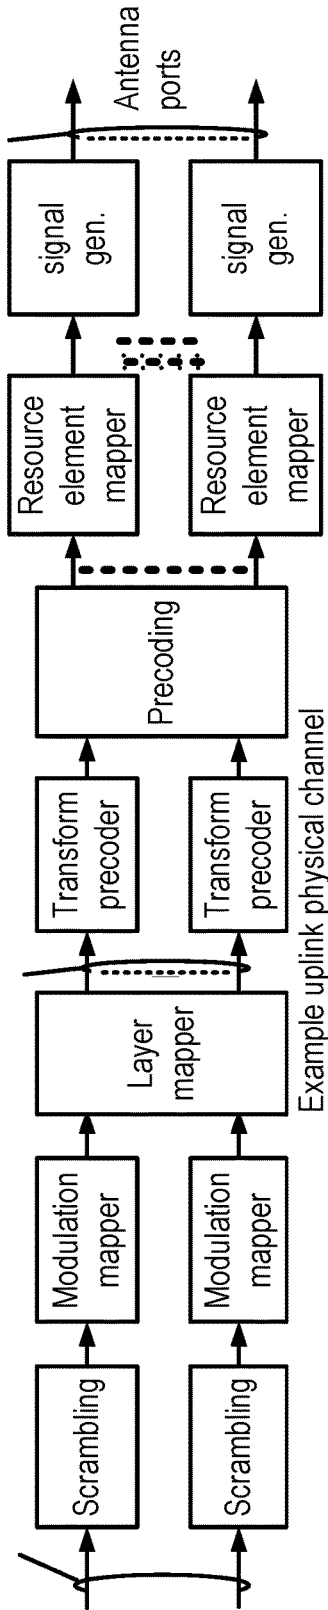 Scrambling
Scrambling
Modulation
mapper
Modulation
mapper
Layer
mapper
Transform
precoder
Transform
precoder
Precoding
Resource
element
mapper
Resource
element
mapper
signal
gen.
signal
gen.
Antenna
ports
Example uplink physical channel